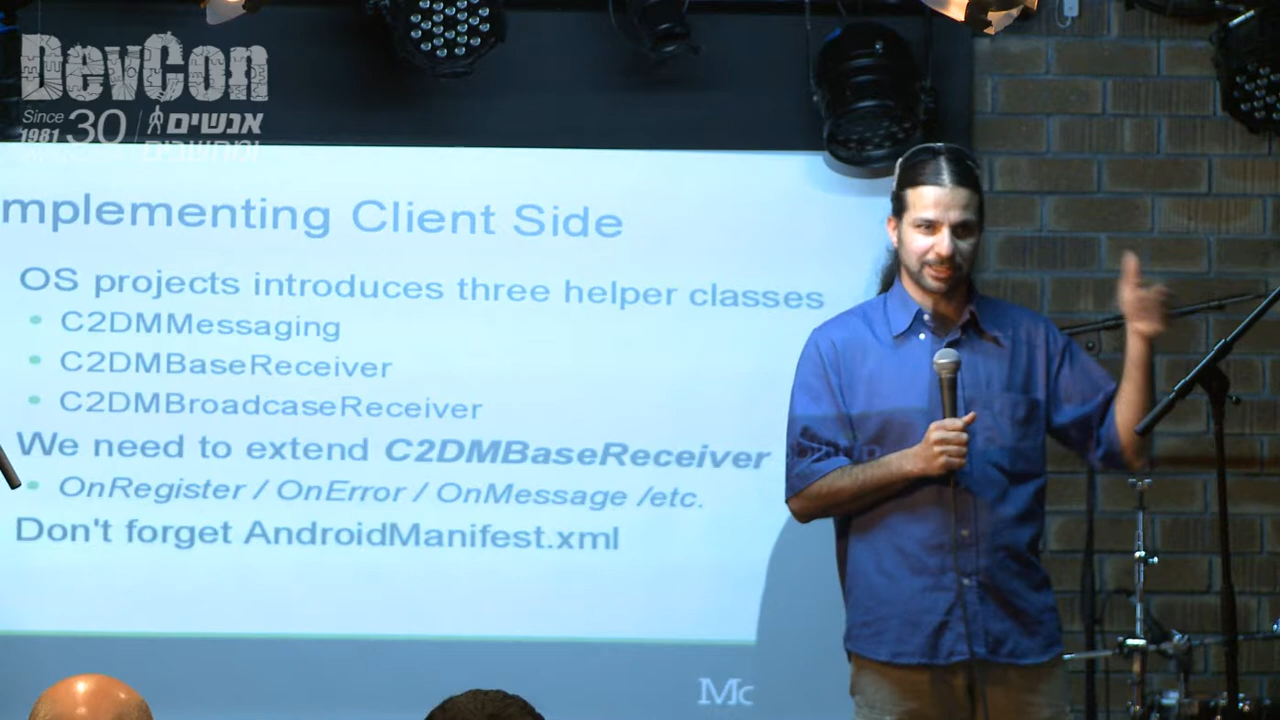 DevCon
Since 1981 30 אנשים
ומחשבים
mplementing Client Side
OS projects introduces three helper classes
C2DMMessaging
C2DMBaseReceiver
C2DMBroadcaseReceiver
We need to extend C2DMBaseReceiver
OnRegister / OnError / OnMessage /etc.
Don't forget AndroidManifest.xml
Mc